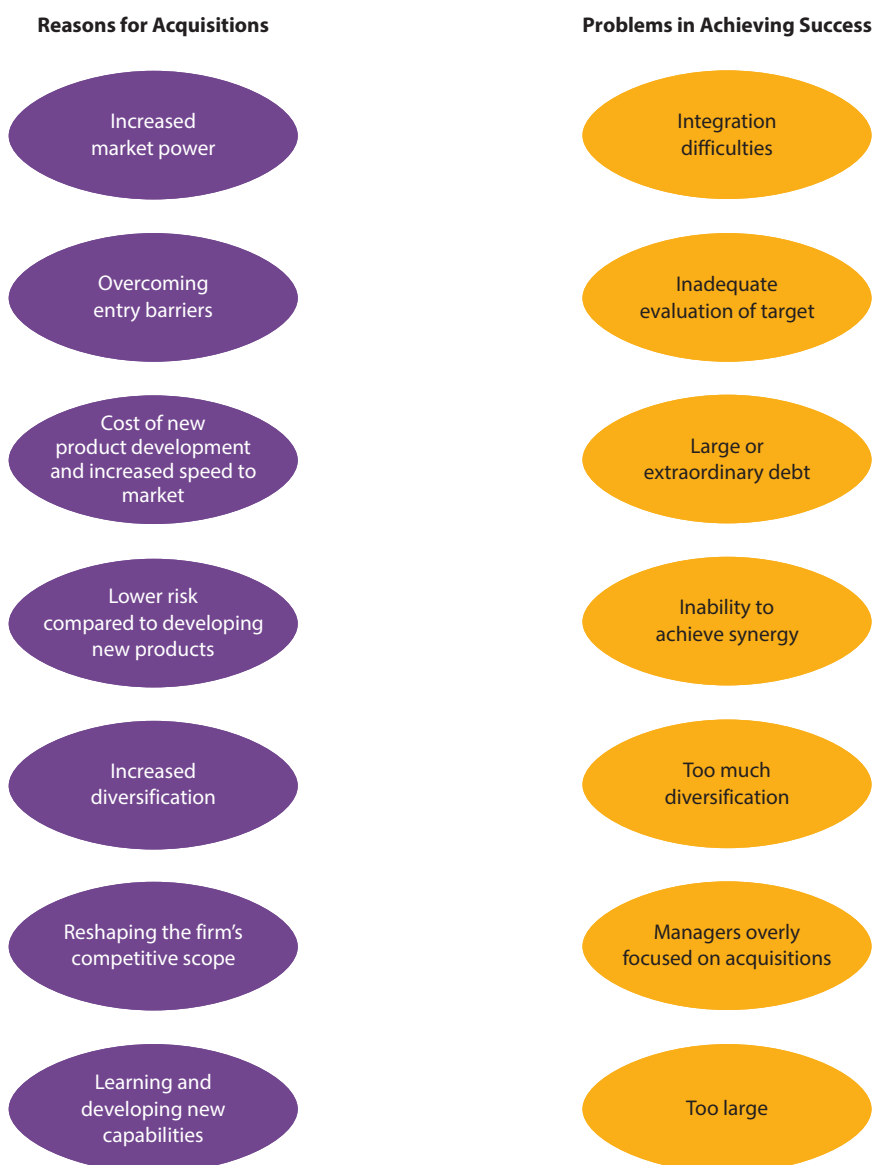 Reasons for Acquisitions
Problems in Achieving Success
Increased
market power
Integration
difficulties
Overcoming
entry barriers
Inadequate
evaluation of target
Cost of new
product development
and increased speed to
market
Large or
extraordinary debt
Lower risk
compared to developing
new products
Inability to
achieve synergy
Increased
diversification
Too much
diversification
Reshaping the firm’s
competitive scope
Managers overly
focused on acquisitions
Learning and
developing new
capabilities
Too large